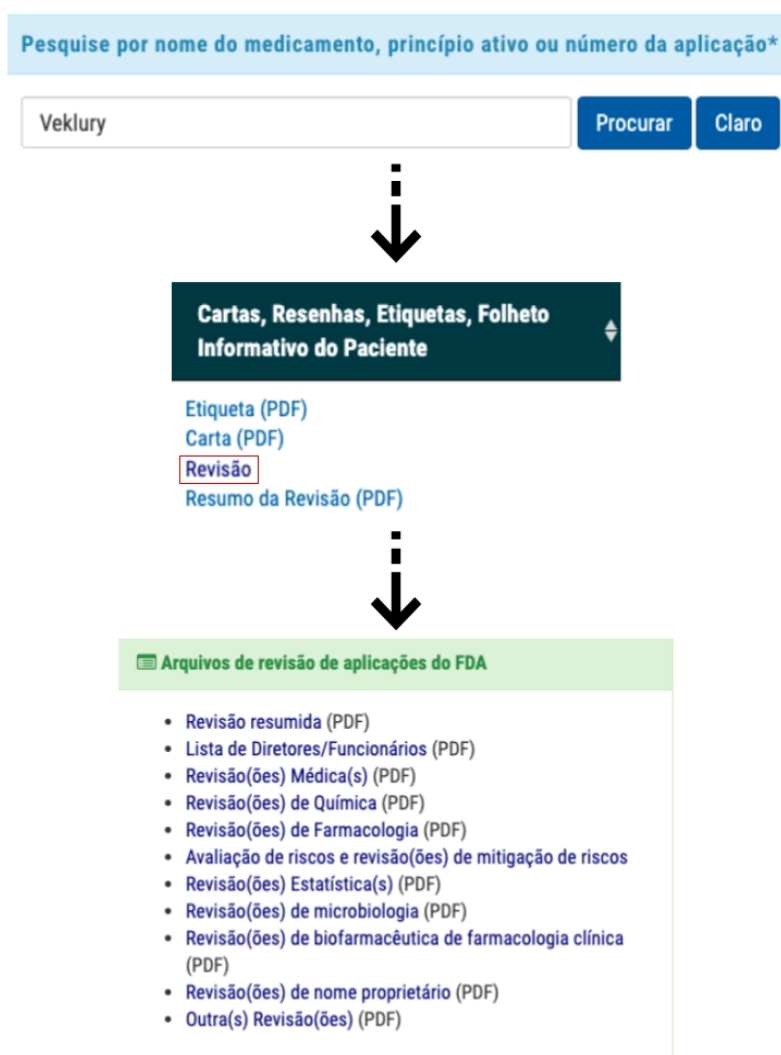 Pesquise por nome do medicamento, princípio ativo ou número da aplicação*
Veklury
Procurar
Claro
Cartas, Resenhas, Etiquetas, Folheto
Informativo do Paciente
Etiqueta (PDF)
Carta (PDF)
Revisão
Resumo da Revisão (PDF)
Arquivos de revisão de aplicações do FDA
• Revisão resumida (PDF)
• Lista de Diretores/Funcionários (PDF)
• Revisão(ões) Médica(s) (PDF)
• Revisão(ões) de Química (PDF)
• Revisão(ões) de Farmacologia (PDF)
• Avaliação de riscos e revisão(ões) de mitigação de riscos
• Revisão(ões) Estatística(s) (PDF)
• Revisão(ões) de microbiologia (PDF)
• Revisão(ões) de biofarmacêutica de farmacologia clínica
(PDF)
• Revisão(ões) de nome proprietário (PDF)
• Outra(s) Revisão(ões) (PDF)